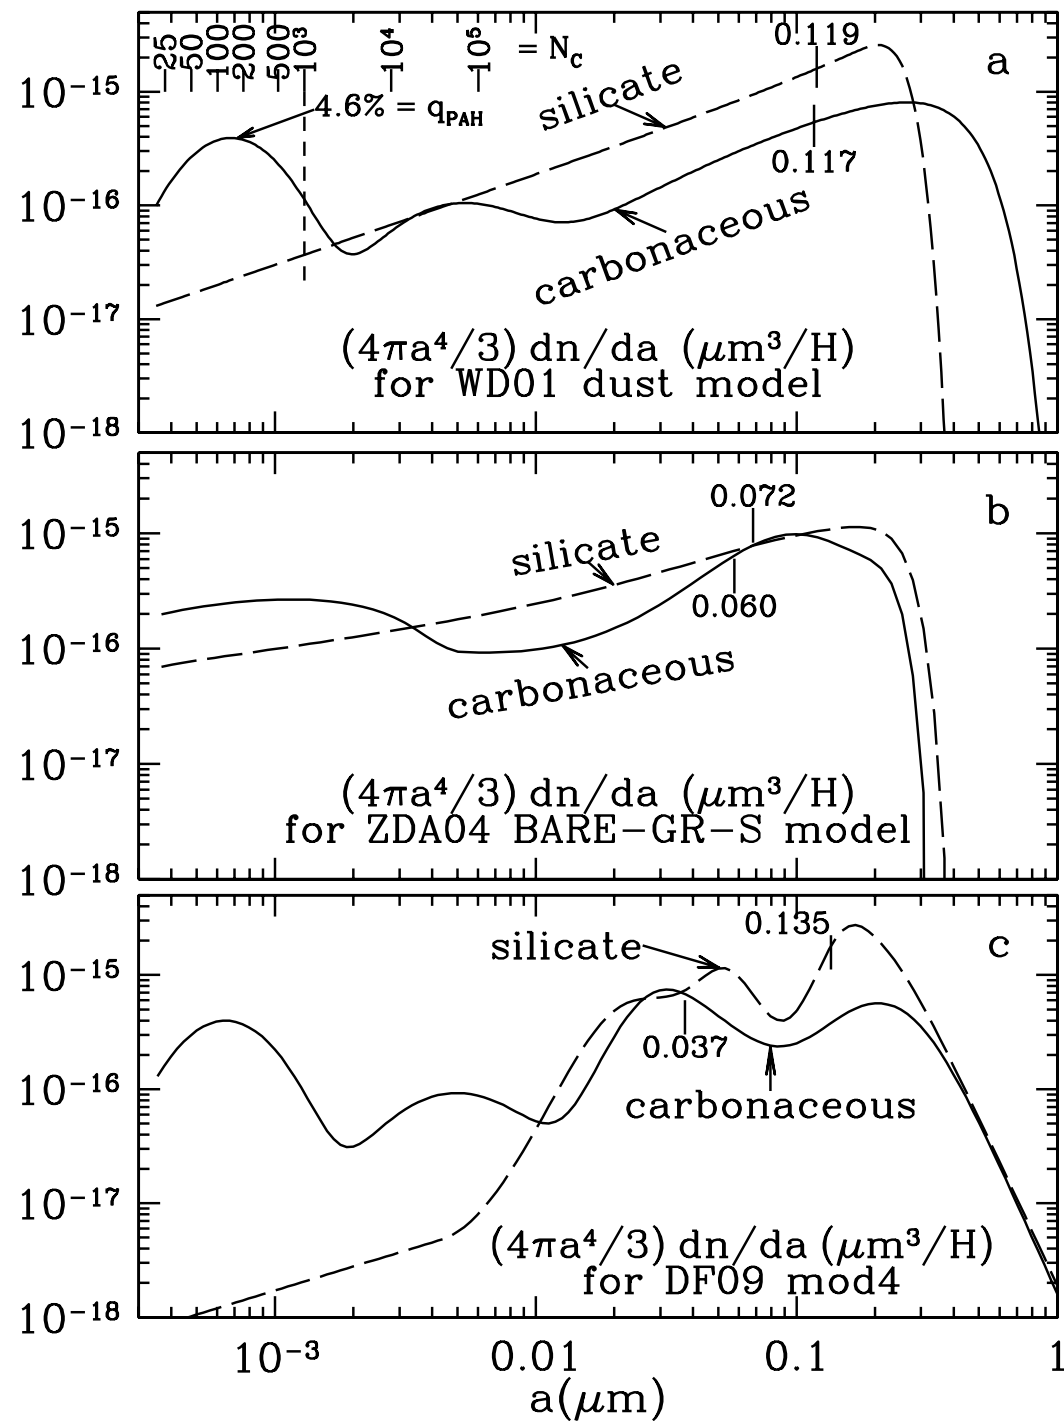 25
50
100
200
500
10³
10⁴
10⁵
= N_C
4.6% = q_PAH
silicate
0.119
a
0.117
carbonaceous
10⁻¹⁵
10⁻¹⁶
10⁻¹⁷
10⁻¹⁸
(4πa⁴/3) dn/da (μm³/H)
for WD01 dust model
0.072
b
silicate
0.060
carbonaceous
10⁻¹⁵
10⁻¹⁶
10⁻¹⁷
10⁻¹⁸
(4πa⁴/3) dn/da (μm³/H)
for ZDA04 BARE-GR-S model
0.135
c
silicate
0.037
carbonaceous
10⁻¹⁵
10⁻¹⁶
10⁻¹⁷
10⁻¹⁸
(4πa⁴/3) dn/da (μm³/H)
for DF09 mod4
10⁻³ 0.01 0.1 1
a(μm)